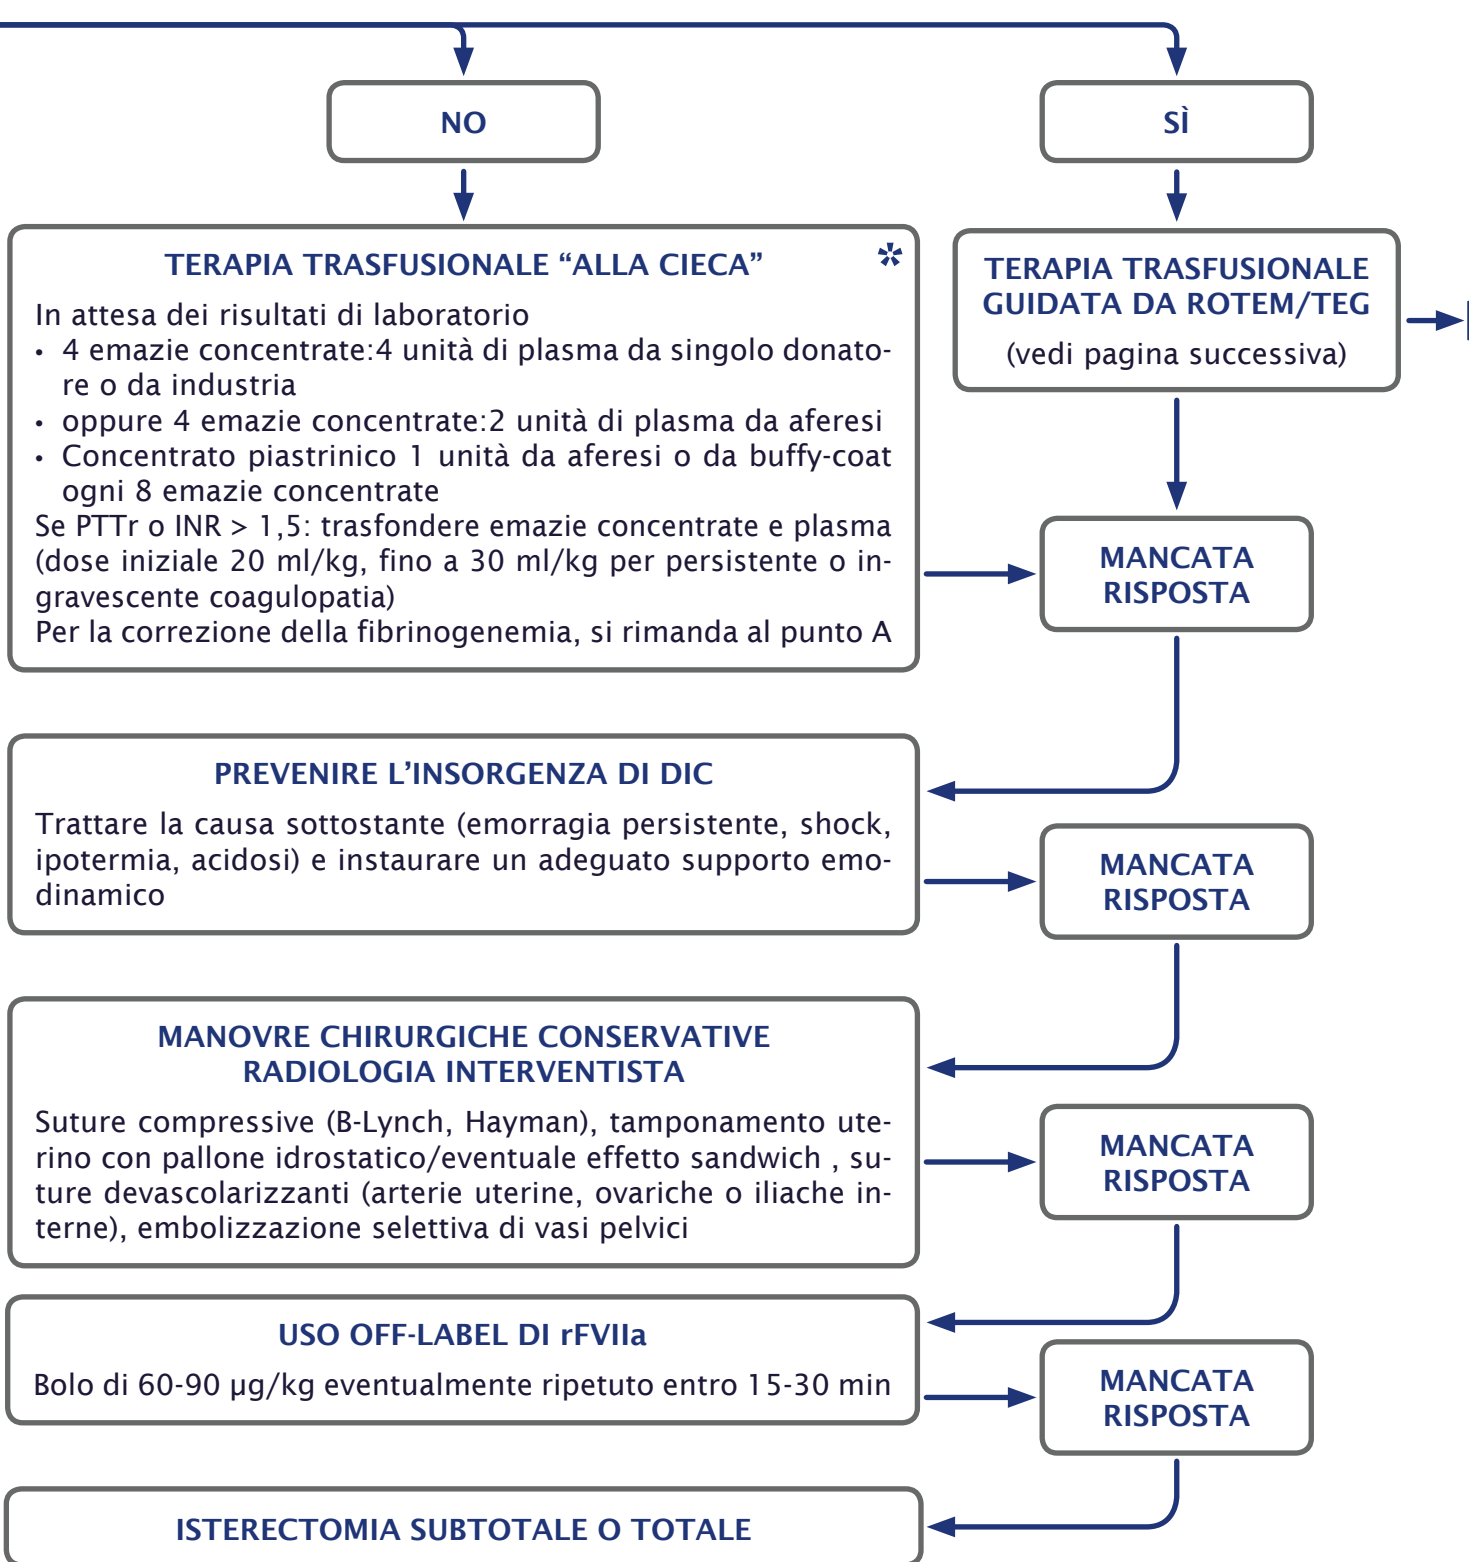 NO
SÌ
TERAPIA TRASFUSIONALE “ALLA CIECA” *
In attesa dei risultati di laboratorio
• 4 emazie concentrate:4 unità di plasma da singolo donato-
re o da industria
• oppure 4 emazie concentrate:2 unità di plasma da aferesi
• Concentrato piastrinico 1 unità da aferesi o da buffy-coat
ogni 8 emazie concentrate
Se PTTr o INR > 1,5: trasfondere emazie concentrate e plasma
(dose iniziale 20 ml/kg, fino a 30 ml/kg per persistente o in-
gravescente coagulopatia)
Per la correzione della fibrinogenemia, si rimanda al punto A
TERAPIA TRASFUSIONALE
GUIDATA DA ROTEM/TEG
(vedi pagina successiva)
MANCATA
RISPOSTA
PREVENIRE L’INSORGENZA DI DIC
Trattare la causa sottostante (emorragia persistente, shock,
ipotermia, acidosi) e instaurare un adeguato supporto emo-
dinamico
MANCATA
RISPOSTA
MANOVRE CHIRURGICHE CONSERVATIVE
RADIOLOGIA INTERVENTISTA
Suture compressive (B-Lynch, Hayman), tamponamento ute-
rino con pallone idrostatico/eventuale effetto sandwich , su-
ture devascolarizzanti (arterie uterine, ovariche o iliache in-
terne), embolizzazione selettiva di vasi pelvici
MANCATA
RISPOSTA
USO OFF-LABEL DI rFVIIa
Bolo di 60-90 µg/kg eventualmente ripetuto entro 15-30 min
MANCATA
RISPOSTA
ISTERECTOMIA SUBTOTALE O TOTALE